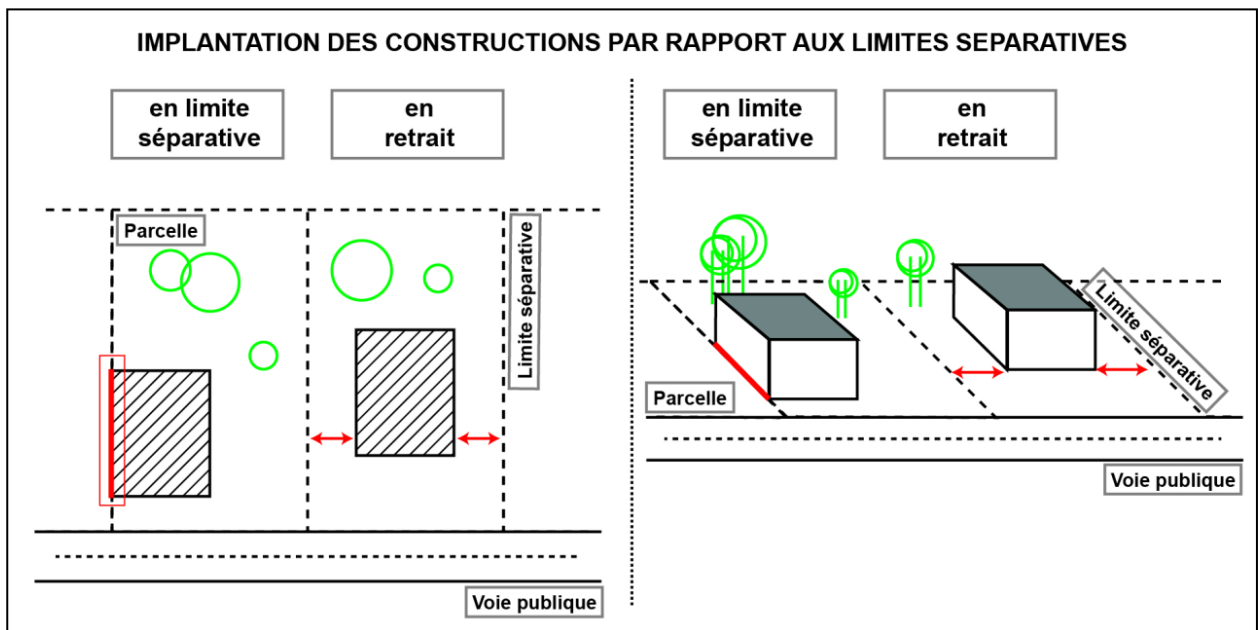 IMPLANTATION DES CONSTRUCTIONS PAR RAPPORT AUX LIMITES SEPARATIVES
en limite
séparative
en
retrait
Parcelle
Limite séparative
Voie publique
en limite
séparative
en
retrait
Limite séparative
Parcelle
Voie publique